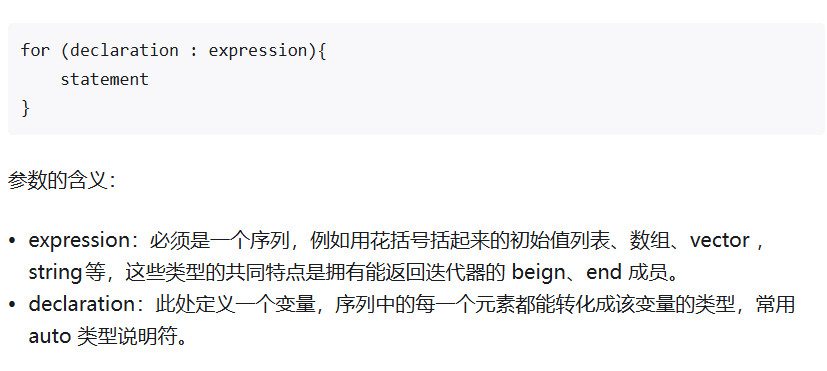 for (declaration : expression){
    statement
}
参数的含义：
• expression：必须是一个序列，例如用花括号括起来的初始值列表、数组、vector ，
string等，这些类型的共同特点是拥有能返回迭代器的 beign、end 成员。
• declaration：此处定义一个变量，序列中的每一个元素都能转化成该变量的类型，常用
auto 类型说明符。